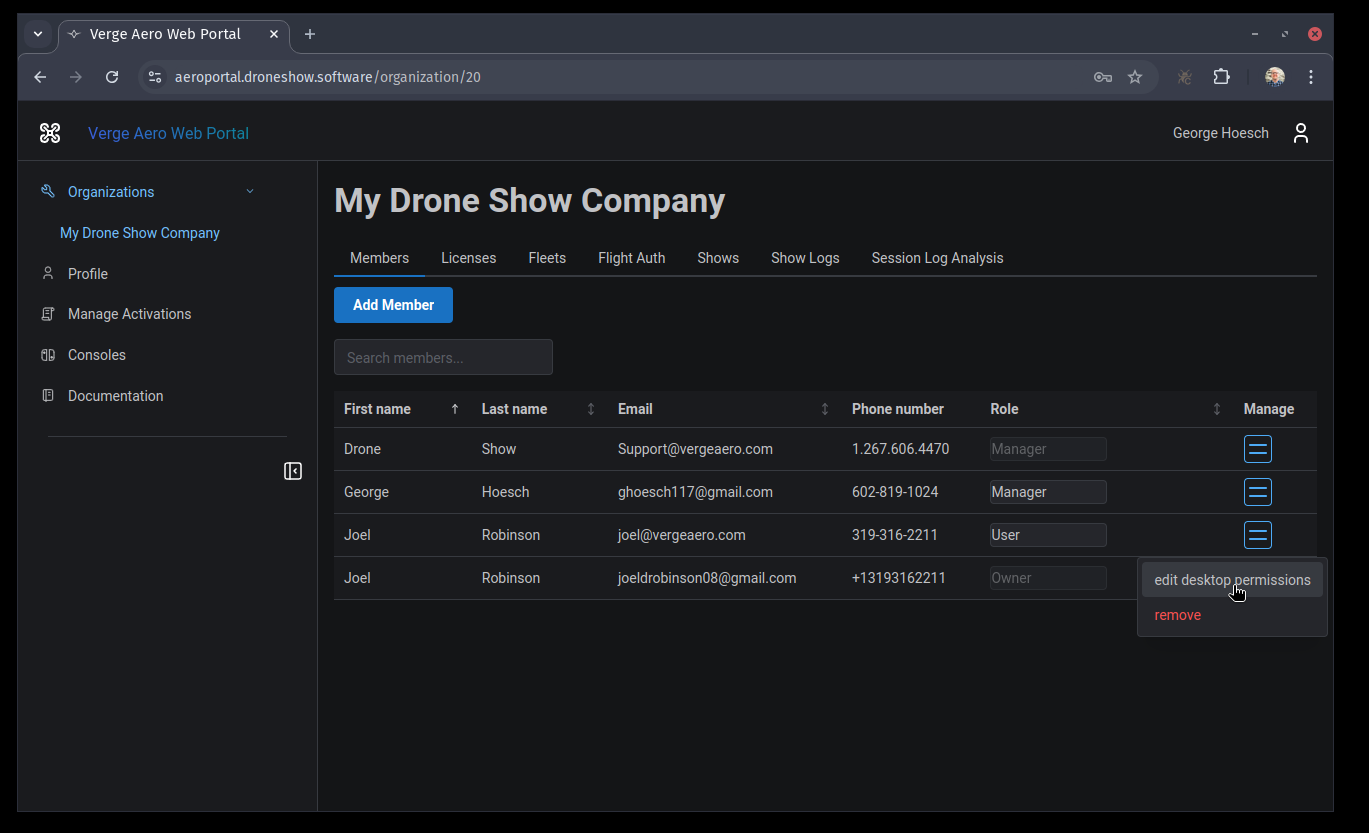 Verge Aero Web Portal
aeroportal.droneshow.software/organization/20
Verge Aero Web Portal
George Hoesch
Organizations
My Drone Show Company
Profile
Manage Activations
Consoles
Documentation
My Drone Show Company
Members Licenses Fleets Flight Auth Shows Show Logs Session Log Analysis
Add Member
Search members...
First name Last name Email Phone number Role Manage
Drone Show Support@vergeaero.com 1.267.606.4470 Manager
George Hoesch ghoesch117@gmail.com 602-819-1024 Manager
Joel Robinson joel@vergeaero.com 319-316-2211 User
Joel Robinson joeldrobinson08@gmail.com +13193162211 Owner
edit desktop permissions
remove